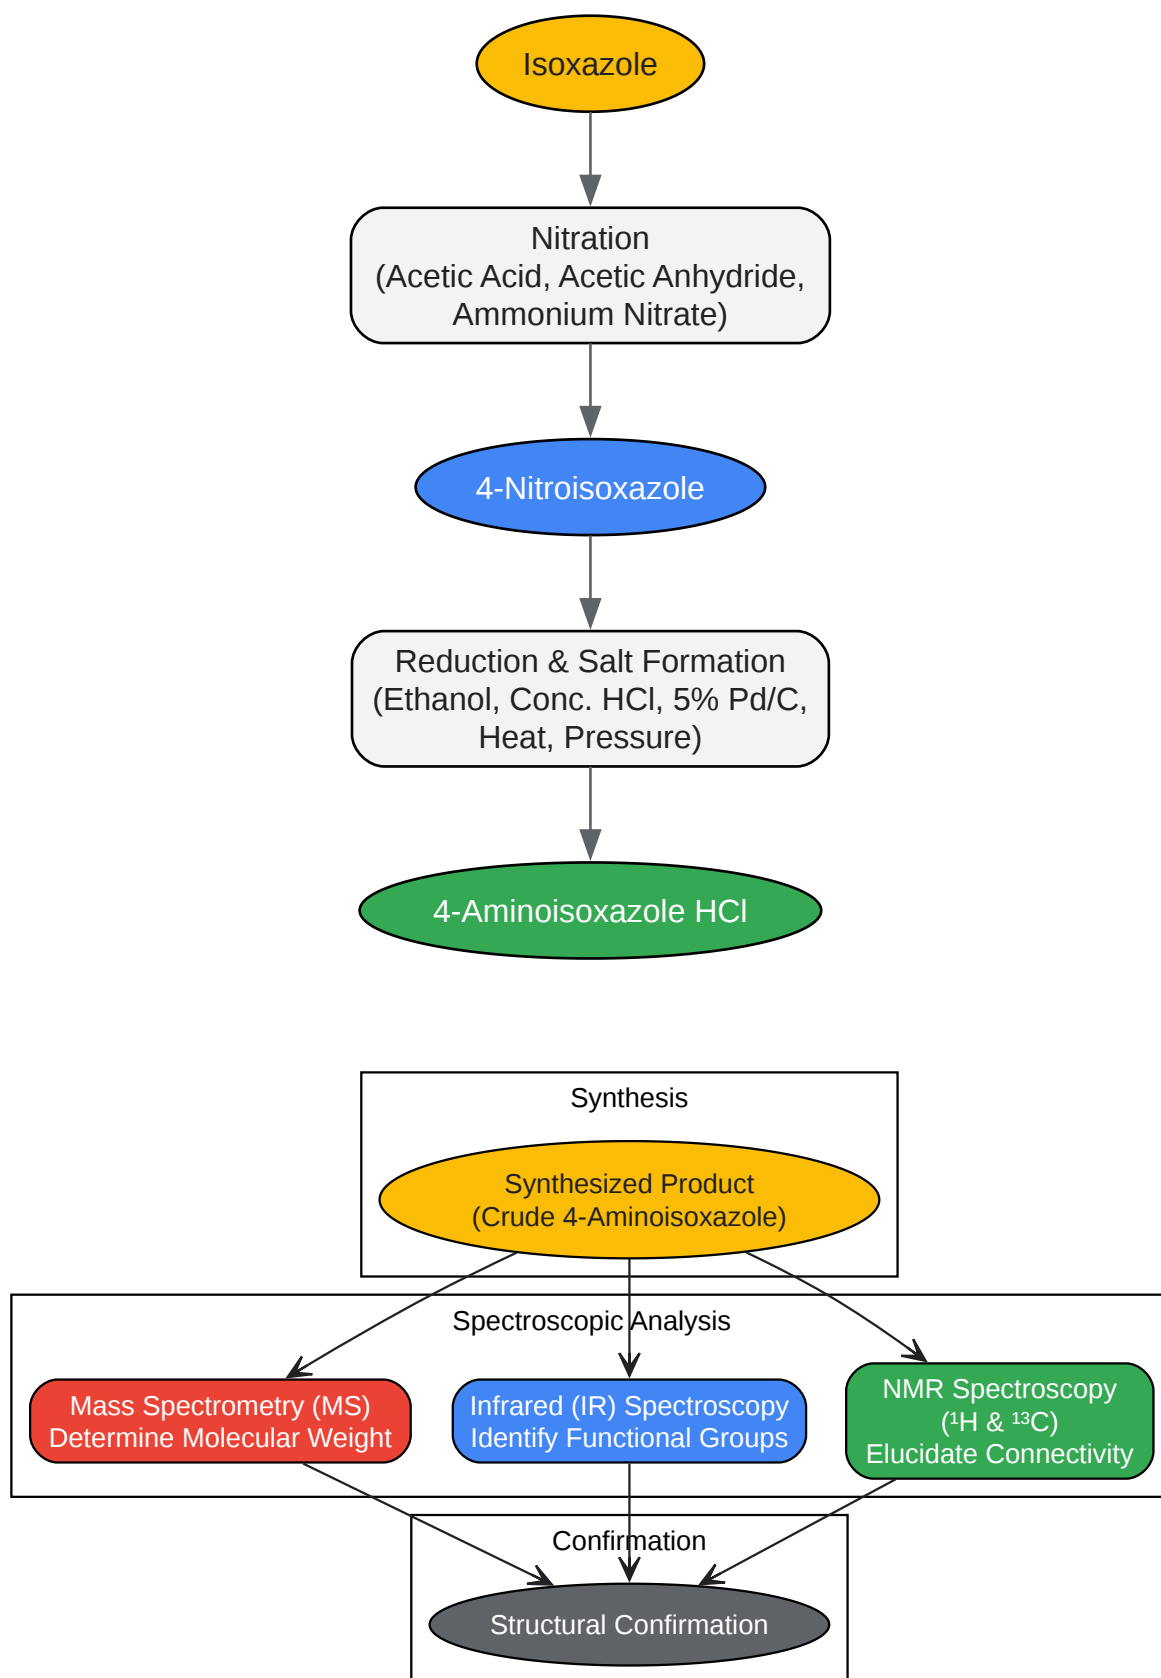 Isoxazole
Nitration
(Acetic Acid, Acetic Anhydride,
Ammonium Nitrate)
4-Nitroisoxazole
Reduction & Salt Formation
(Ethanol, Conc. HCl, 5% Pd/C,
Heat, Pressure)
4-Aminoisoxazole HCl
Synthesis
Synthesized Product
(Crude 4-Aminoisoxazole)
Spectroscopic Analysis
Mass Spectrometry (MS)
Determine Molecular Weight
Infrared (IR) Spectroscopy
Identify Functional Groups
NMR Spectroscopy
(¹H & ¹³C)
Elucidate Connectivity
Confirmation
Structural Confirmation